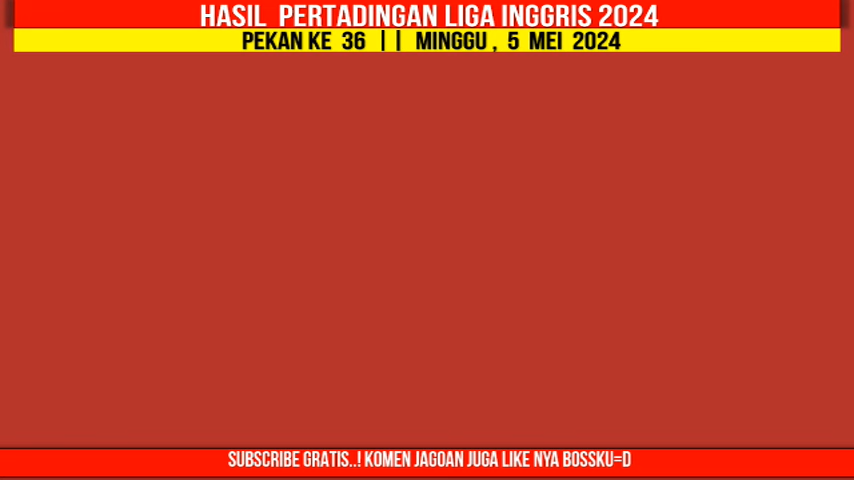 HASIL PERTADINGAN LIGA INGGRIS 2024
PEKAN KE 36 || MINGGU, 5 MEI 2024
SUBSCRIBE GRATIS..! KOMEN JAGOAN JUGA LIKE NYA BOSSKU=D